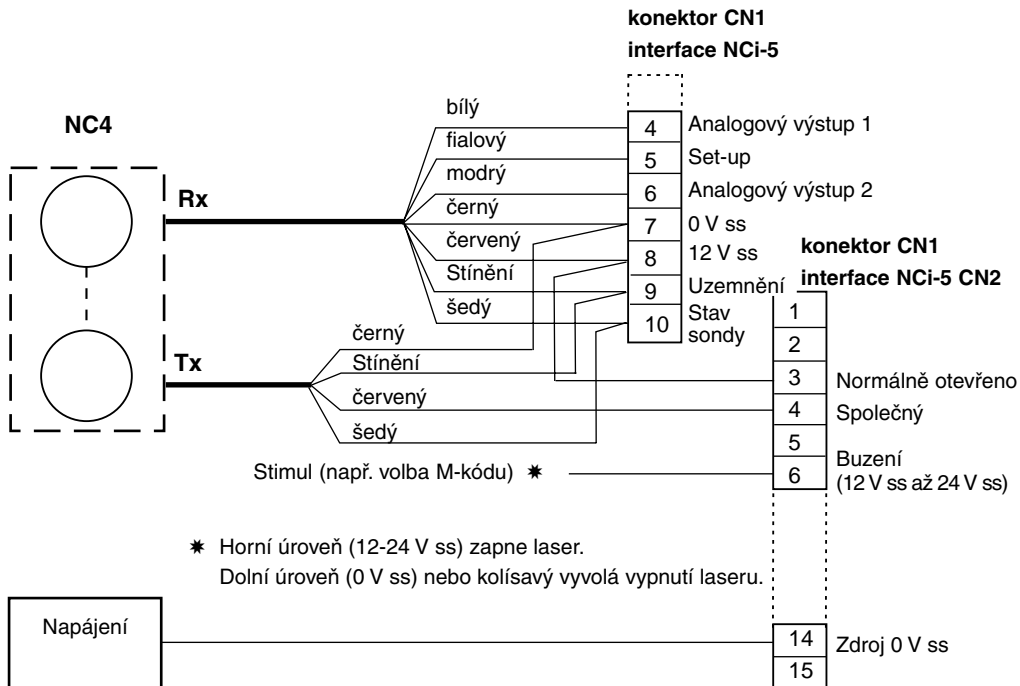 konektor CN1
interface NCi-5
NC4
bílý
4
Analogový výstup 1
fialový
5
Set-up
modrý
6
Analogový výstup 2
Rx
černý
7
0 V ss
červený
8
12 V ss
konektor CN1
interface NCi-5 CN2
Stínění
9
Uzemnění
šedý
10
Stav
sondy
1
2
3
Normálně otevřeno
4
Společný
5
6
Buzení
(12 V ss až 24 V ss)
Tx
černý
Stínění
červený
šedý
Stimul (např. volba M-kódu) ✷
✷ Horní úroveň (12-24 V ss) zapne laser.
Dolní úroveň (0 V ss) nebo kolísavý vyvolá vypnutí laseru.
Napájení
14
Zdroj 0 V ss
15